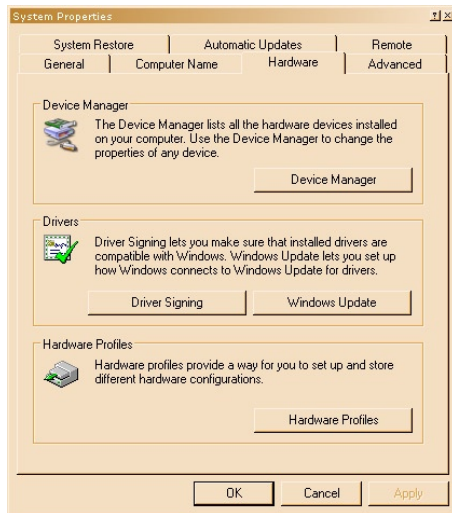 System Properties
System Restore Automatic Updates Remote
General Computer Name Hardware Advanced
Device Manager
The Device Manager lists all the hardware devices installed
on your computer. Use the Device Manager to change the
properties of any device.
Device Manager
Drivers
Driver Signing lets you make sure that installed drivers are
compatible with Windows. Windows Update lets you set up
how Windows connects to Windows Update for drivers.
Driver Signing Windows Update
Hardware Profiles
Hardware profiles provide a way for you to set up and store
different hardware configurations.
Hardware Profiles
OK Cancel Apply